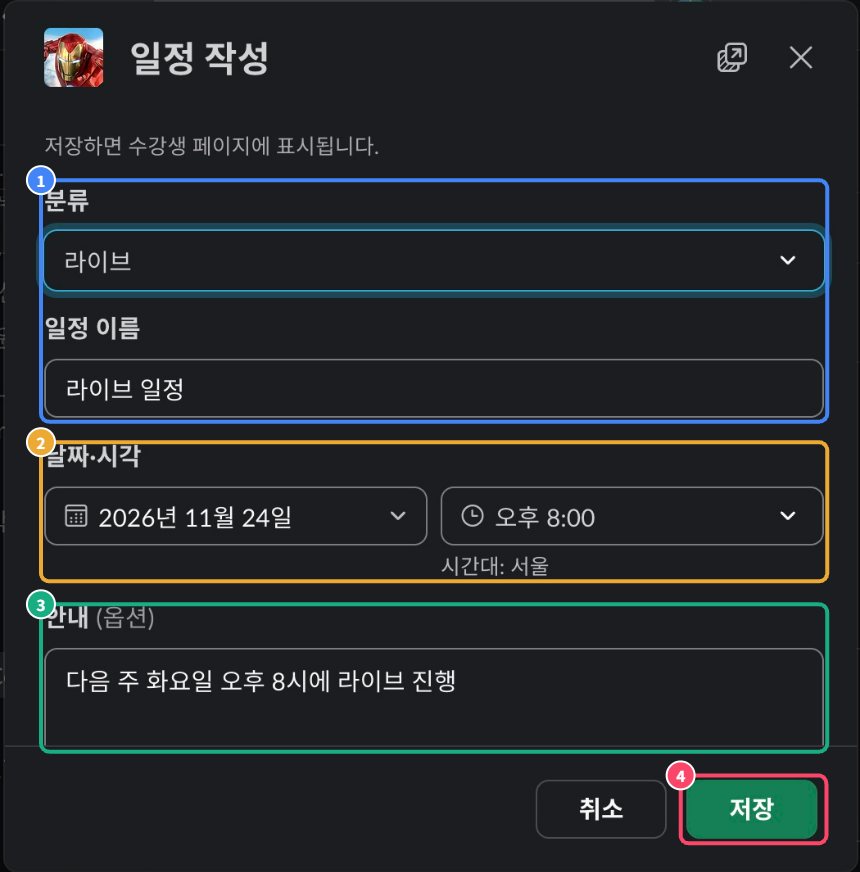 일정 작성
저장하면 수강생 페이지에 표시됩니다.
1
분류
라이브
일정 이름
라이브 일정
2
날짜·시각
2026년 11월 24일
오후 8:00
시간대: 서울
3
안내 (옵션)
다음 주 화요일 오후 8시에 라이브 진행
취소
4
저장